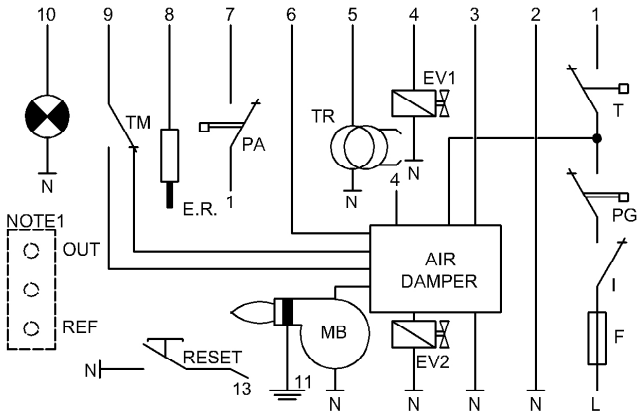 10 9 8 7 6 5 4 3 2 1
EV1
T
TM
TR
PA
N
N
E.R.
1
N
4
PG
NOTE1
OUT
AIR
DAMPER
I
REF
MB
EV2
F
RESET
N
13
11
N N N N L